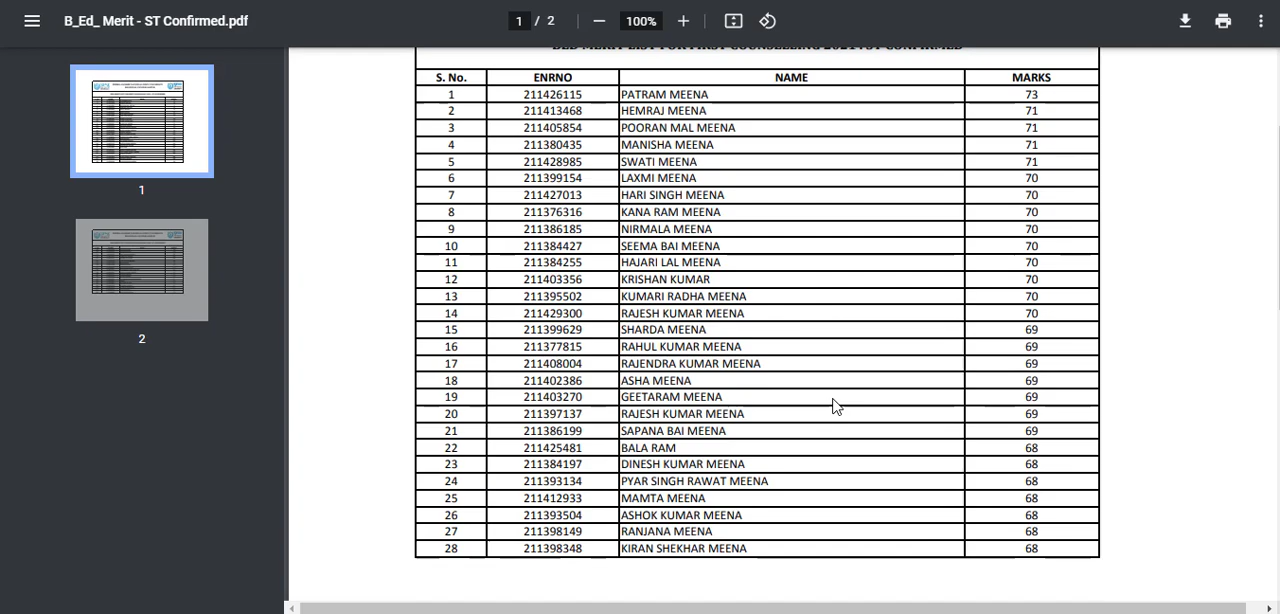 B_Ed_ Merit - ST Confirmed.pdf 1 / 2 100%
1
2
S. No. ENRNO NAME MARKS
1 211426115 PATRAM MEENA 73
2 211413468 HEMRAJ MEENA 71
3 211405854 POORAN MAL MEENA 71
4 211380435 MANISHA MEENA 71
5 211428985 SWATI MEENA 71
6 211399154 LAXMI MEENA 70
7 211427013 HARI SINGH MEENA 70
8 211376316 KANA RAM MEENA 70
9 211386185 NIRMALA MEENA 70
10 211384427 SEEMA BAI MEENA 70
11 211384255 HAJARI LAL MEENA 70
12 211403356 KRISHAN KUMAR 70
13 211395502 KUMARI RADHA MEENA 70
14 211429300 RAJESH KUMAR MEENA 70
15 211399629 SHARDA MEENA 69
16 211377815 RAHUL KUMAR MEENA 69
17 211408004 RAJENDRA KUMAR MEENA 69
18 211402386 ASHA MEENA 69
19 211403270 GEETARAM MEENA 69
20 211397137 RAJESH KUMAR MEENA 69
21 211386199 SAPANA BAI MEENA 69
22 211425481 BALA RAM 68
23 211384197 DINESH KUMAR MEENA 68
24 211393134 PYAR SINGH RAWAT MEENA 68
25 211412933 MAMTA MEENA 68
26 211393504 ASHOK KUMAR MEENA 68
27 211398149 RANJANA MEENA 68
28 211398348 KIRAN SHEKHAR MEENA 68